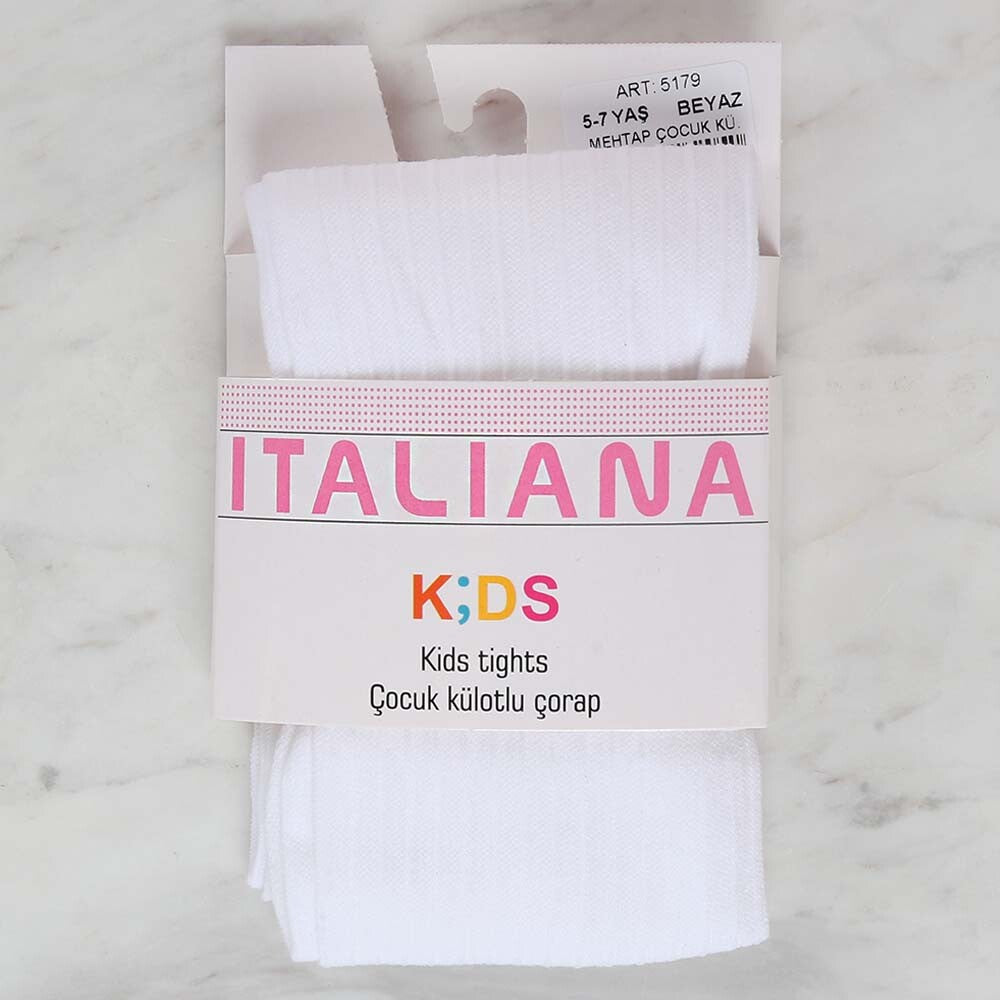 ART: 5179
5-7 YAŞ BEYAZ
MEHTAP ÇOCUK KÜ.
ITALIANA
K;DS
Kids tights
Çocuk külotlu çorap